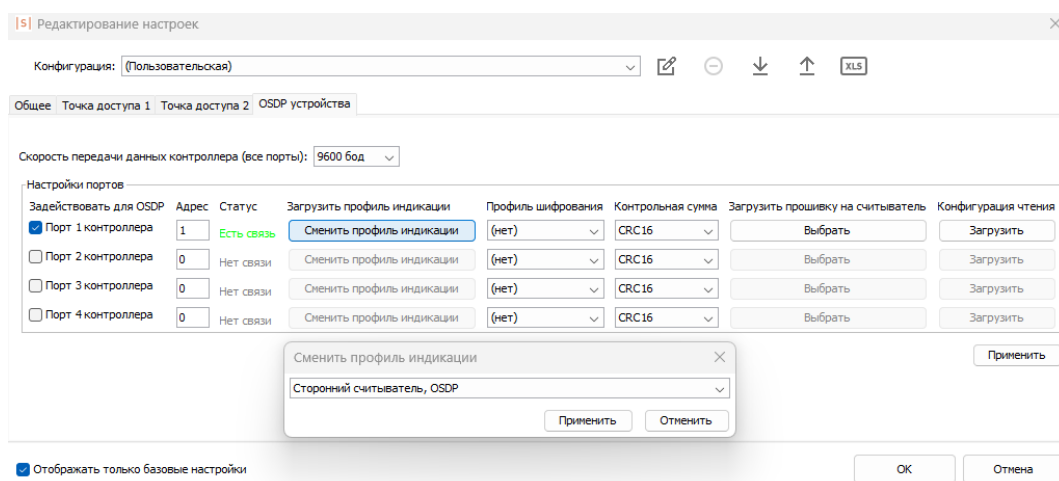 |S| Редактирование настроек
Конфигурация: (Пользовательская) XLS
Общее Точка доступа 1 Точка доступа 2 OSDP устройства
Скорость передачи данных контроллера (все порты): 9600 бод
Настройки портов
Задействовать для OSDP Адрес Статус Загрузить профиль индикации Профиль шифрования Контрольная сумма Загрузить прошивку на считыватель Конфигурация чтения
Порт 1 контроллера 1 Есть связь Сменить профиль индикации (нет) CRC16 Выбрать Загрузить
Порт 2 контроллера 0 Нет связи Сменить профиль индикации (нет) CRC16 Выбрать Загрузить
Порт 3 контроллера 0 Нет связи Сменить профиль индикации (нет) CRC16 Выбрать Загрузить
Порт 4 контроллера 0 Нет связи Сменить профиль индикации (нет) CRC16 Выбрать Загрузить
Применить
Сменить профиль индикации
Сторонний считыватель, OSDP
Применить Отменить
Отображать только базовые настройки ОК Отмена